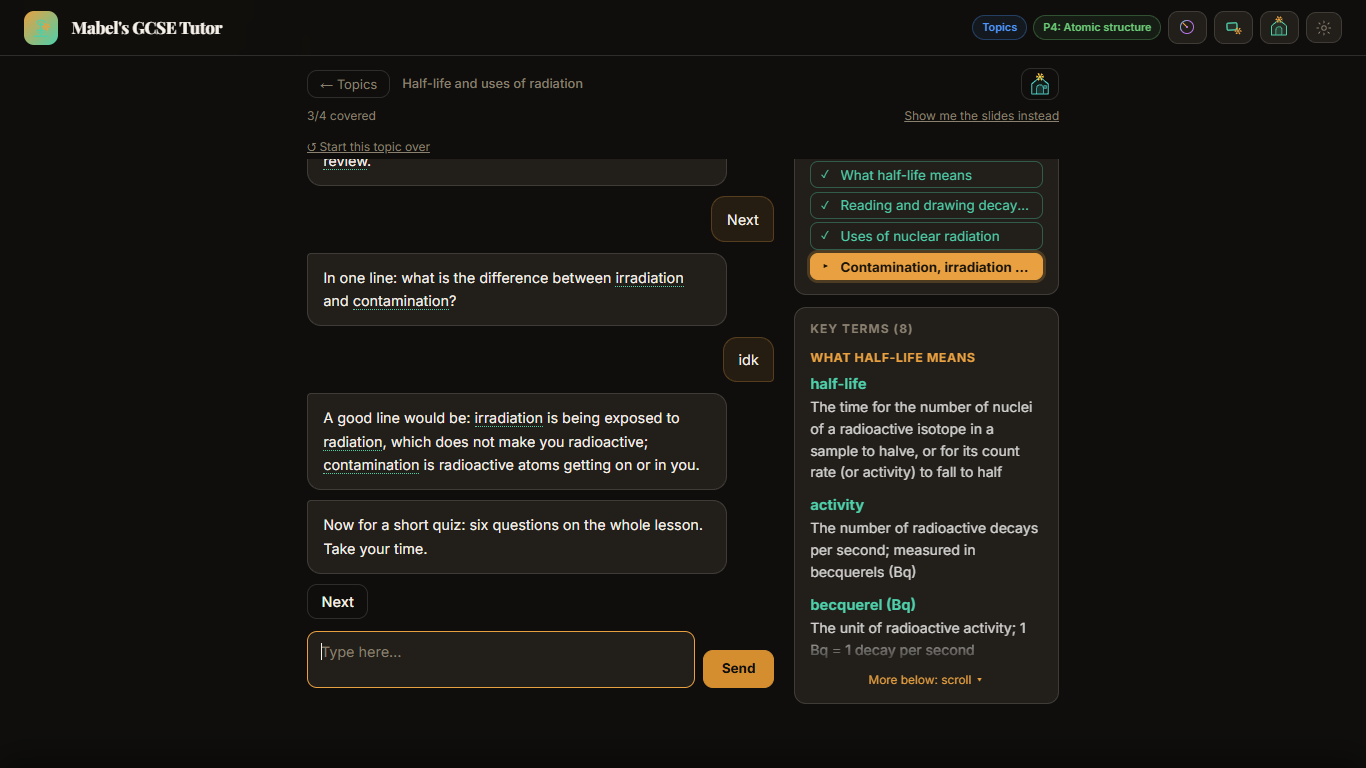 Mabel's GCSE Tutor
Topics
P4: Atomic structure
← Topics
Half-life and uses of radiation
3/4 covered
Show me the slides instead
↺ Start this topic over
review.
Next
In one line: what is the difference between irradiation
and contamination?
idk
A good line would be: irradiation is being exposed to
radiation, which does not make you radioactive;
contamination is radioactive atoms getting on or in you.
Now for a short quiz: six questions on the whole lesson.
Take your time.
Next
Type here...
Send
✓ What half-life means
✓ Reading and drawing decay...
✓ Uses of nuclear radiation
▸ Contamination, irradiation ...
KEY TERMS (8)
WHAT HALF-LIFE MEANS
half-life
The time for the number of nuclei
of a radioactive isotope in a
sample to halve, or for its count
rate (or activity) to fall to half
activity
The number of radioactive decays
per second; measured in
becquerels (Bq)
becquerel (Bq)
The unit of radioactive activity; 1
Bq = 1 decay per second
More below: scroll ▾